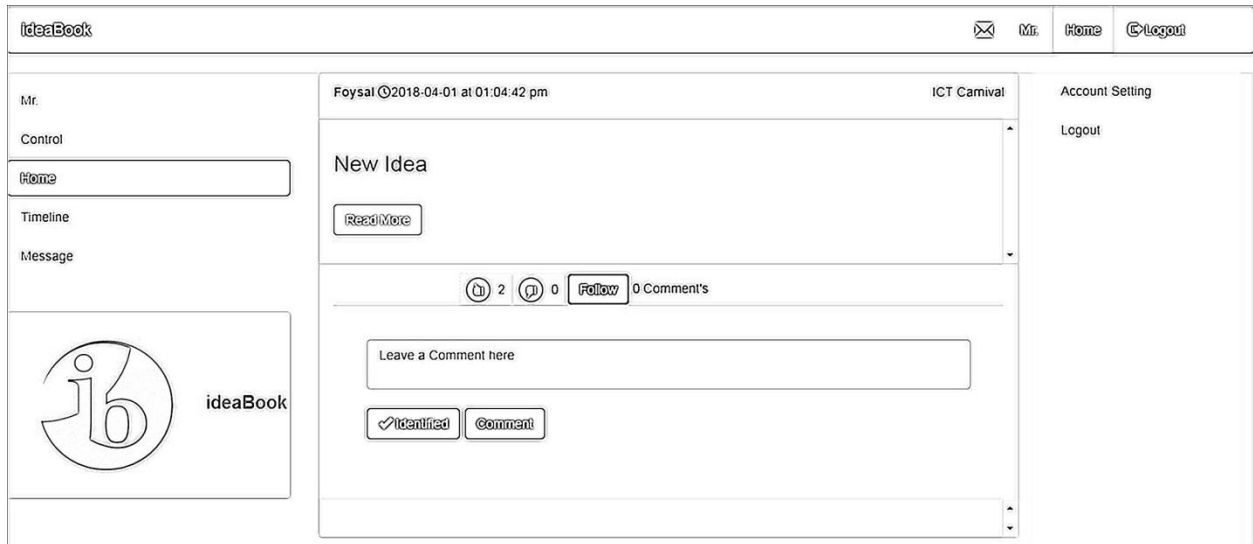 ideaBook
Mr.
Home
Logout
Mr.
Control
Home
Timeline
Message
ib
ideaBook
Foysal 2018-04-01 at 01:04:42 pm
ICT Carnival
New Idea
Read More
2
0
Follow
0 Comment's
Leave a Comment here
Identified
Comment
Account Setting
Logout